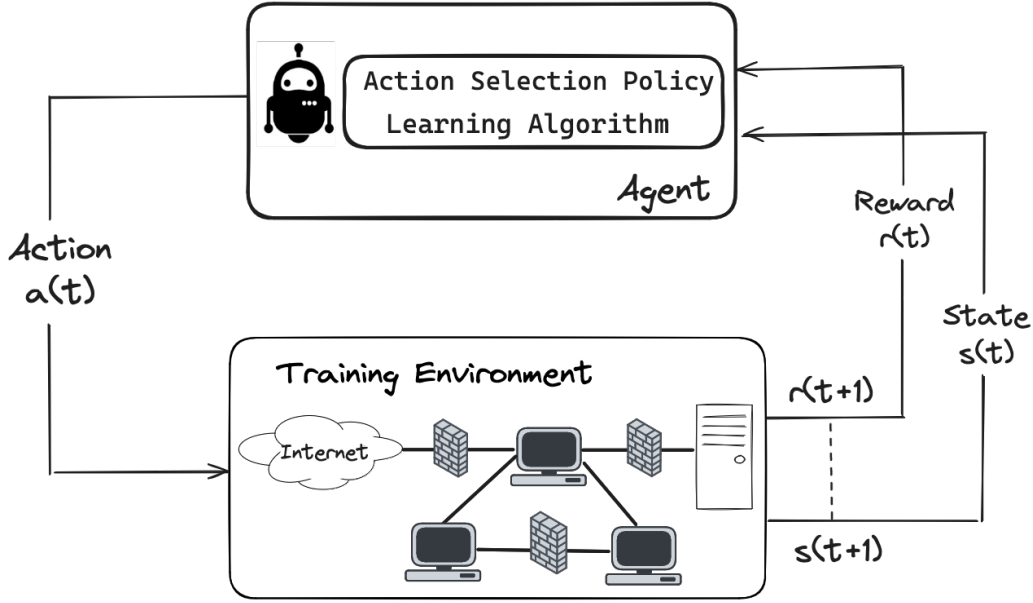 Action Selection Policy
Learning Algorithm
Agent
Reward
r(t)
Action
a(t)
State
s(t)
Training Environment
r(t+1)
Internet
s(t+1)